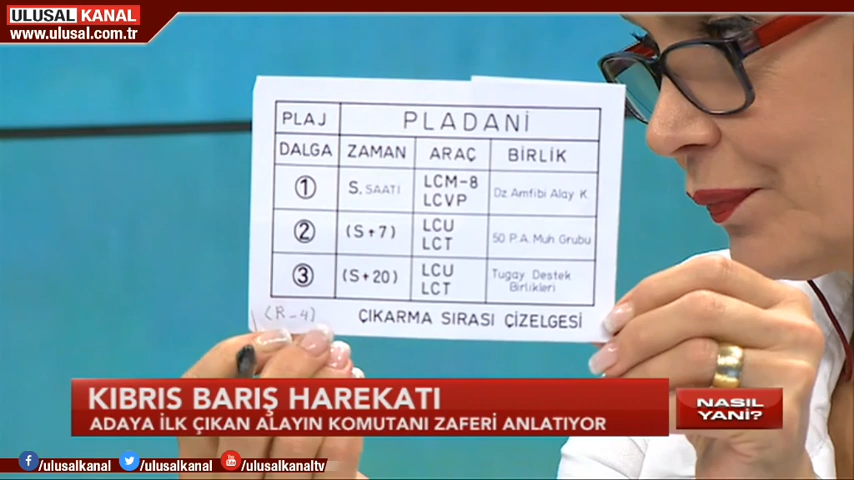 ULUSAL KANAL
www.ulusal.com.tr
PLAJ PLADANİ
DALGA ZAMAN ARAÇ BİRLİK
1 S. SAATI LCM-8 LCVP Dz. Amfibi Alay K.
2 (S+7) LCU LCT 50 P.A. Muh Grubu
3 (S+20) LCU LCT Tugay Destek Birlikleri
(R-4) ÇIKARMA SIRASI ÇİZELGESİ
KIBRIS BARIŞ HAREKATI
ADAYA İLK ÇIKAN ALAYIN KOMUTANI ZAFERİ ANLATIYOR
NASIL YANİ?
/ulusalkanal /ulusalkanal /ulusalkanaltv